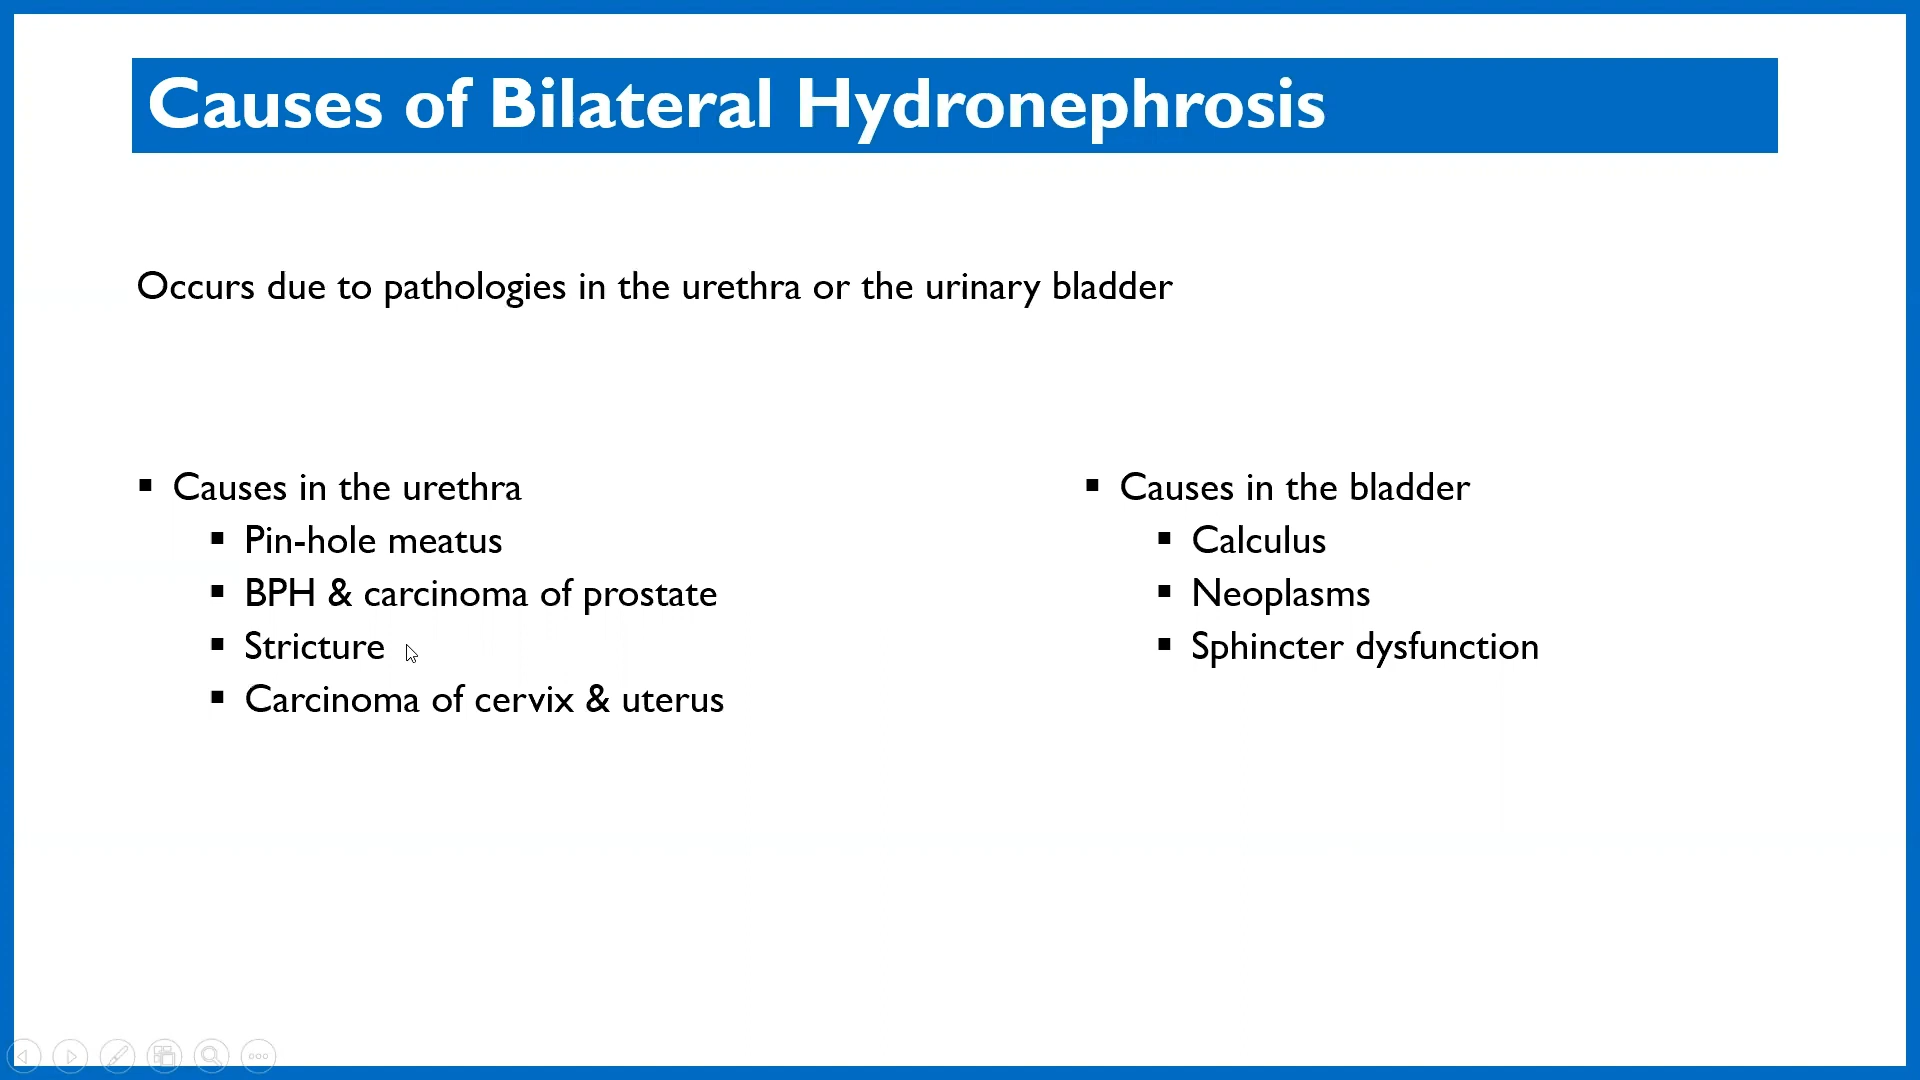 Causes of Bilateral Hydronephrosis
Occurs due to pathologies in the urethra or the urinary bladder
▪ Causes in the urethra
▪ Pin-hole meatus
▪ BPH & carcinoma of prostate
▪ Stricture
▪ Carcinoma of cervix & uterus
▪ Causes in the bladder
▪ Calculus
▪ Neoplasms
▪ Sphincter dysfunction